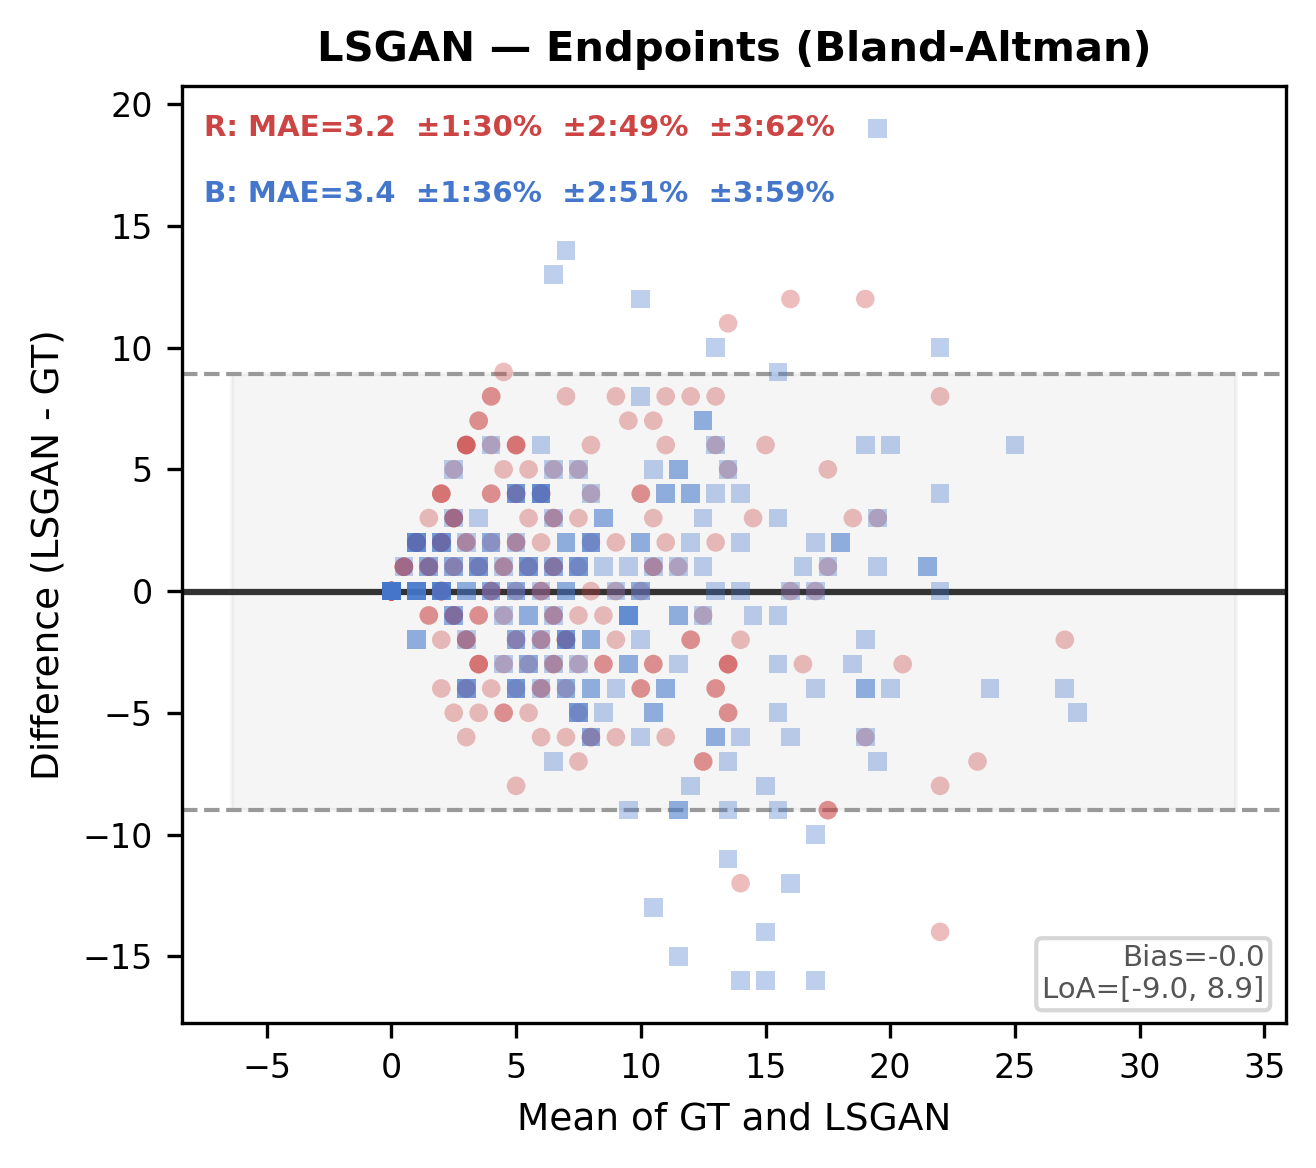 LSGAN — Endpoints (Bland-Altman)
R: MAE=3.2 ±1:30% ±2:49% ±3:62%
B: MAE=3.4 ±1:36% ±2:51% ±3:59%
20
15
10
5
0
−5
−10
−15
Difference (LSGAN - GT)
Bias=-0.0
LoA=[-9.0, 8.9]
−5 0 5 10 15 20 25 30 35
Mean of GT and LSGAN